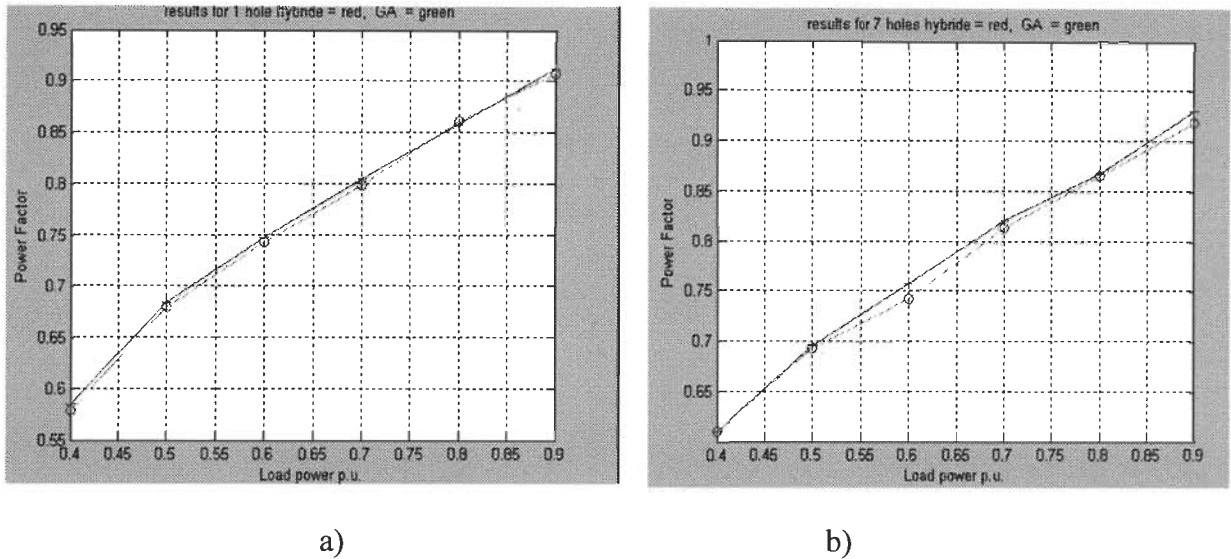 results for 1 hole hybride = red, GA = green
0.95
0.9
0.85
0.8
0.75
0.7
0.65
0.6
0.55
Power Factor
0.4 0.45 0.5 0.55 0.6 0.65 0.7 0.75 0.8 0.85 0.9
Load power p.u.
a)
results for 7 holes hybride = red, GA = green
1
0.95
0.9
0.85
0.8
0.75
0.7
0.65
Power Factor
0.4 0.45 0.5 0.55 0.6 0.65 0.7 0.75 0.8 0.85 0.9
Load power p.u.
b)